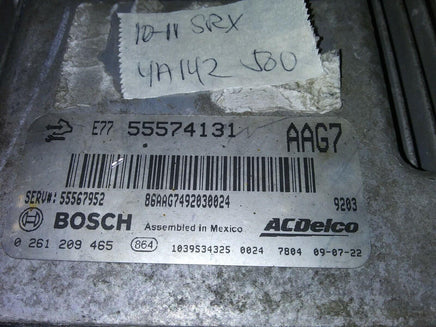 10-11 SRX
4A142 500
E77 55574131 AAG7
SERV#: 55567952 86AAG7492030024 9203
BOSCH Assembled in Mexico ACDelco
0 261 209 465 864 1039S34325 0024 7804 09-07-22